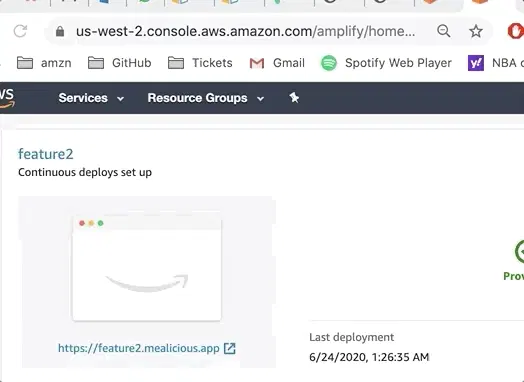 us-west-2.console.aws.amazon.com/amplify/home...
amzn GitHub Tickets Gmail Spotify Web Player NBA
Services Resource Groups
feature2
Continuous deploys set up
https://feature2.mealicious.app
Last deployment
6/24/2020, 1:26:35 AM